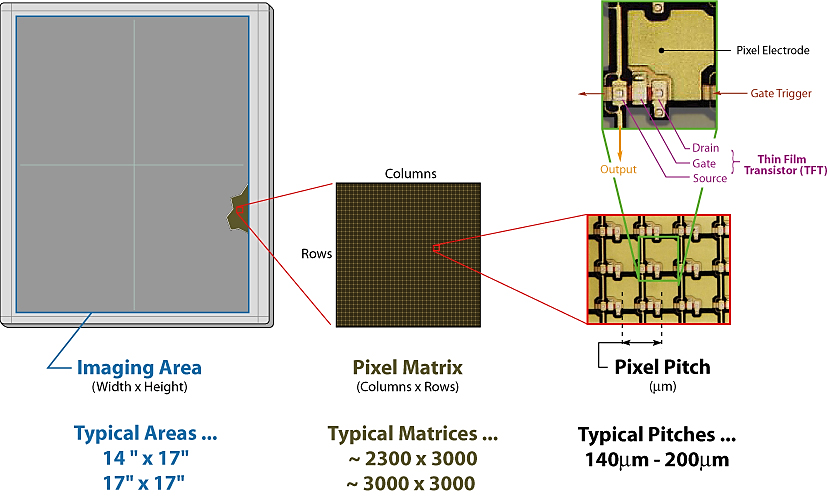 Pixel Electrode
Gate Trigger
Drain
Gate
Source
Thin Film
Transistor (TFT)
Output
Columns
Rows
Imaging Area
(Width x Height)
Pixel Matrix
(Columns x Rows)
Pixel Pitch
(µm)
Typical Areas ...
14 " x 17"
17" x 17"
Typical Matrices ...
~ 2300 x 3000
~ 3000 x 3000
Typical Pitches ...
140µm - 200µm